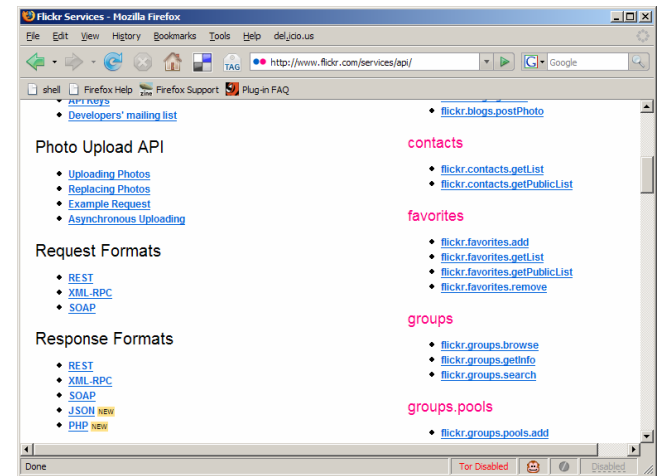 Flickr Services - Mozilla Firefox
File Edit View History Bookmarks Tools Help del.icio.us
TAG http://www.flickr.com/services/api/ G Google
shell Firefox Help Firefox Support Plug-in FAQ
API Keys
Developers' mailing list
Photo Upload API
Uploading Photos
Replacing Photos
Example Request
Asynchronous Uploading
Request Formats
REST
XML-RPC
SOAP
Response Formats
REST
XML-RPC
SOAP
JSON NEW
PHP NEW
flickr.blogs.postPhoto
contacts
flickr.contacts.getList
flickr.contacts.getPublicList
favorites
flickr.favorites.add
flickr.favorites.getList
flickr.favorites.getPublicList
flickr.favorites.remove
groups
flickr.groups.browse
flickr.groups.getInfo
flickr.groups.search
groups.pools
flickr.groups.pools.add
Done Tor Disabled Disabled